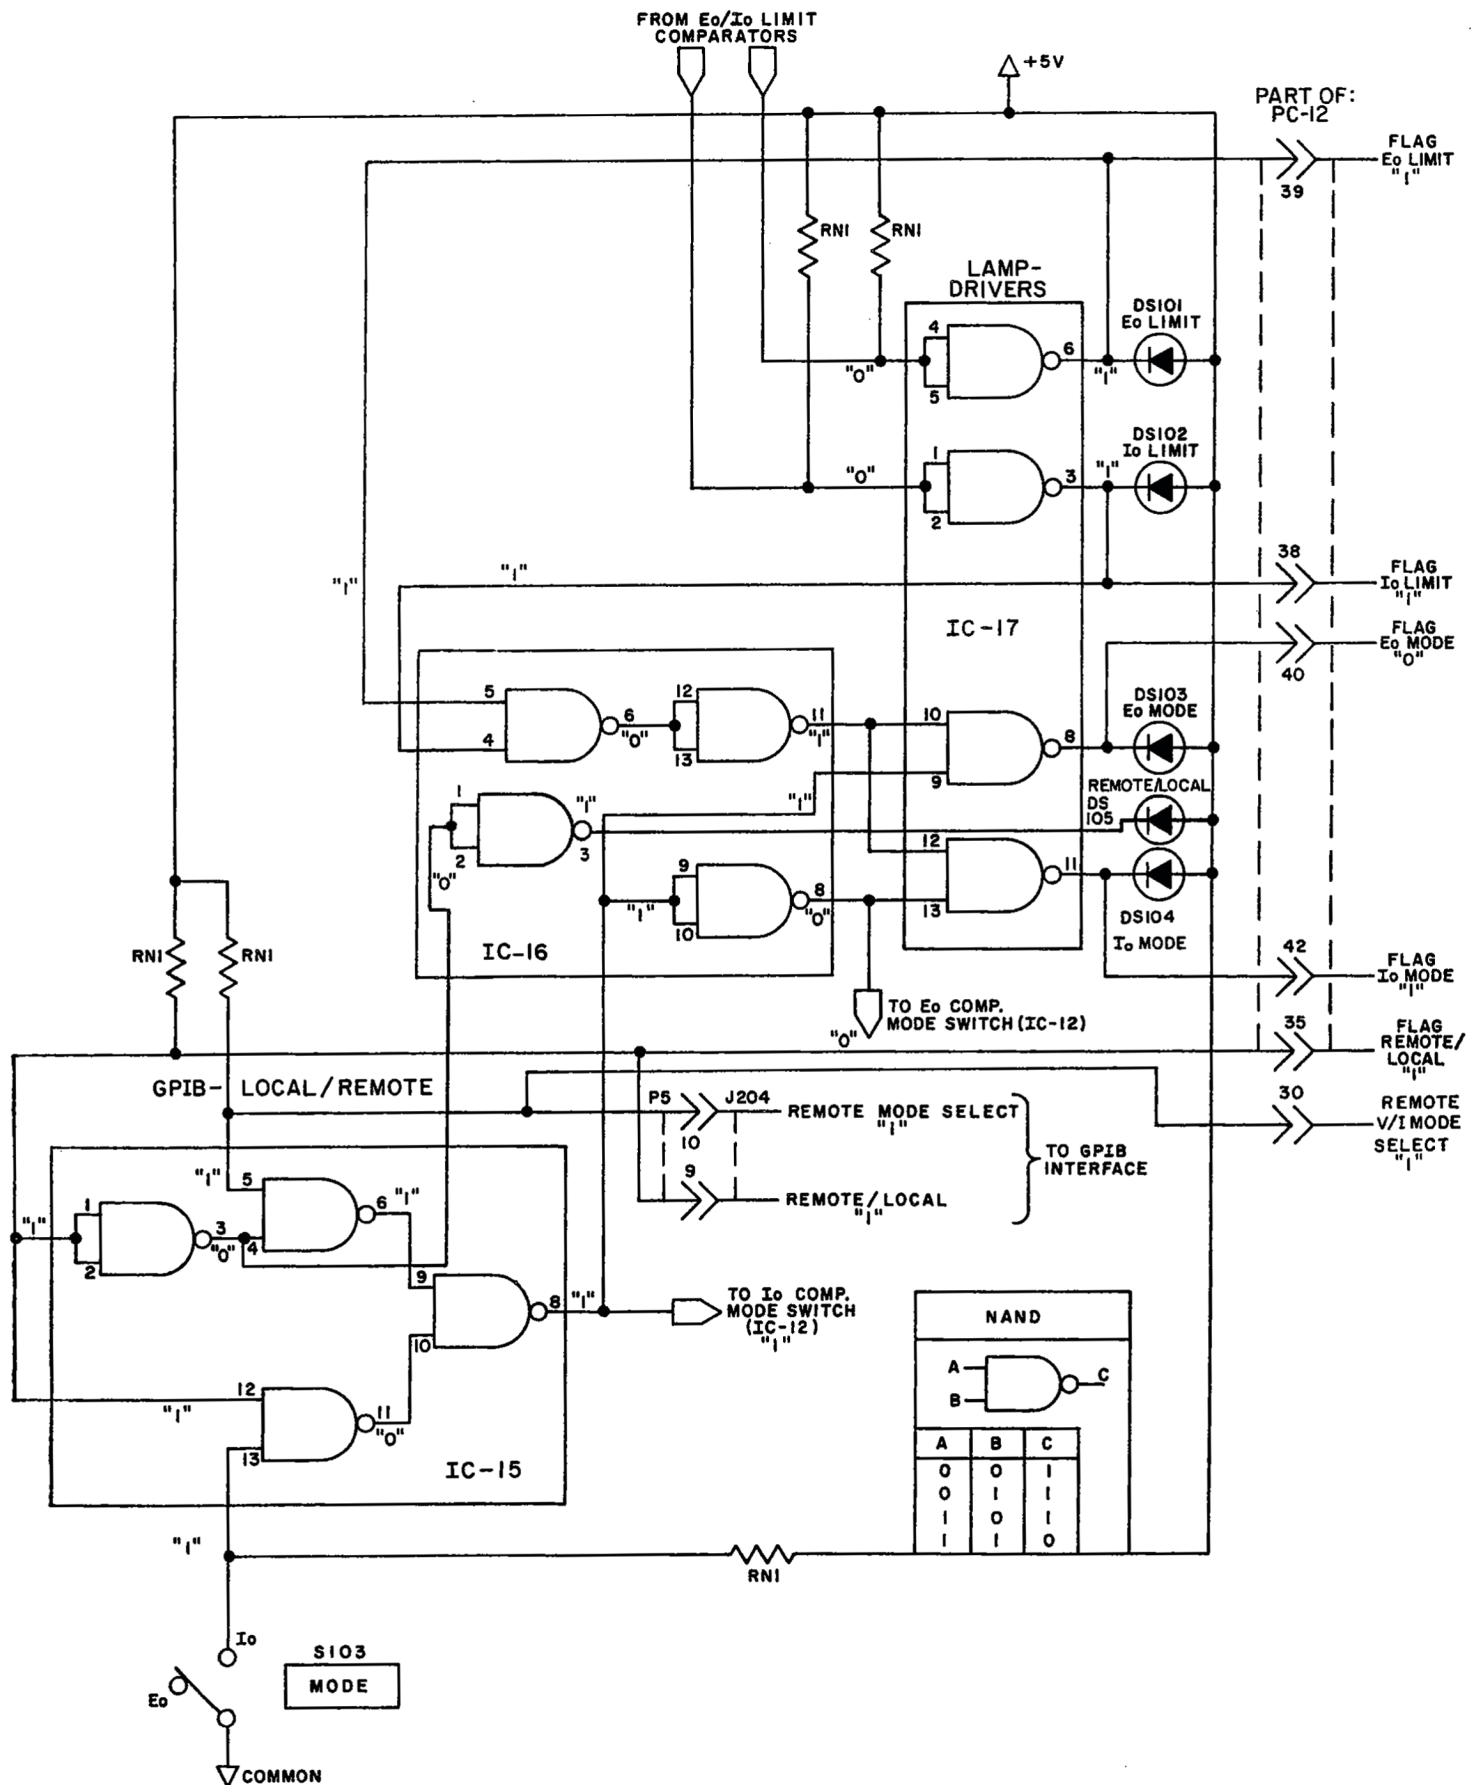 FROM Eo/Io LIMIT
COMPARATORS
+5V
PART OF:
PC-12
FLAG
Eo LIMIT
"1"
39
RN1
RN1
LAMP-
DRIVERS
DS101
Eo LIMIT
4
5
6
"0"
"1"
DS102
Io LIMIT
1
2
3
"0"
"1"
38
FLAG
Io LIMIT
"1"
"1"
"1"
IC-17
FLAG
Eo MODE
"0"
40
5
4
6
"0"
12
13
11
"1"
10
9
8
DS103
Eo MODE
REMOTE/LOCAL
DS
105
1
2
"1"
3
"0"
"1"
12
13
11
9
10
"1"
8
"0"
DS104
Io MODE
IC-16
RN1
RN1
42
FLAG
Io MODE
"1"
TO Eo COMP.
MODE SWITCH (IC-12)
"0"
35
FLAG
REMOTE/
LOCAL
"1"
GPIB- LOCAL/REMOTE
P5
J204
10
REMOTE MODE SELECT
"1"
9
REMOTE/LOCAL
"1"
TO GPIB
INTERFACE
30
REMOTE
V/I MODE
SELECT
"1"
"1"
5
4
6
"1"
"1"
1
2
3
"0"
9
10
8
"1"
TO Io COMP.
MODE SWITCH
(IC-12)
"1"
12
"1"
13
11
"0"
IC-15
NAND
A
B
C
A B C
0 0 1
0 1 1
1 0 1
1 1 0
"1"
RN1
Io
Eo
S103
MODE
COMMON